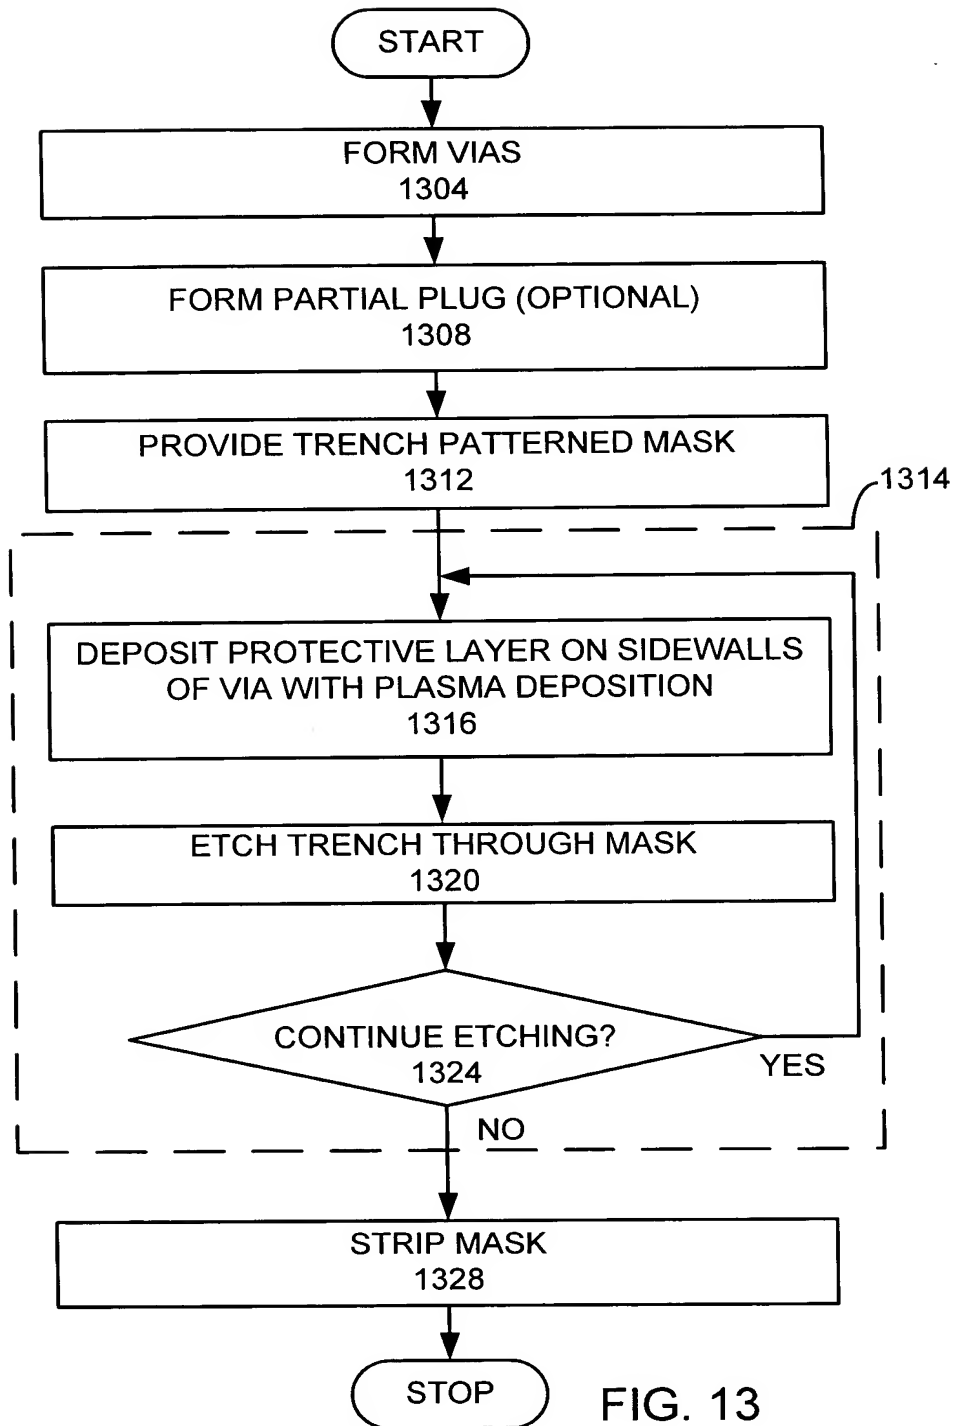 START
FORM VIAS
1304
FORM PARTIAL PLUG (OPTIONAL)
1308
PROVIDE TRENCH PATTERNED MASK
1312
1314
DEPOSIT PROTECTIVE LAYER ON SIDEWALLS
OF VIA WITH PLASMA DEPOSITION
1316
ETCH TRENCH THROUGH MASK
1320
CONTINUE ETCHING?
1324
YES
NO
STRIP MASK
1328
STOP
FIG. 13